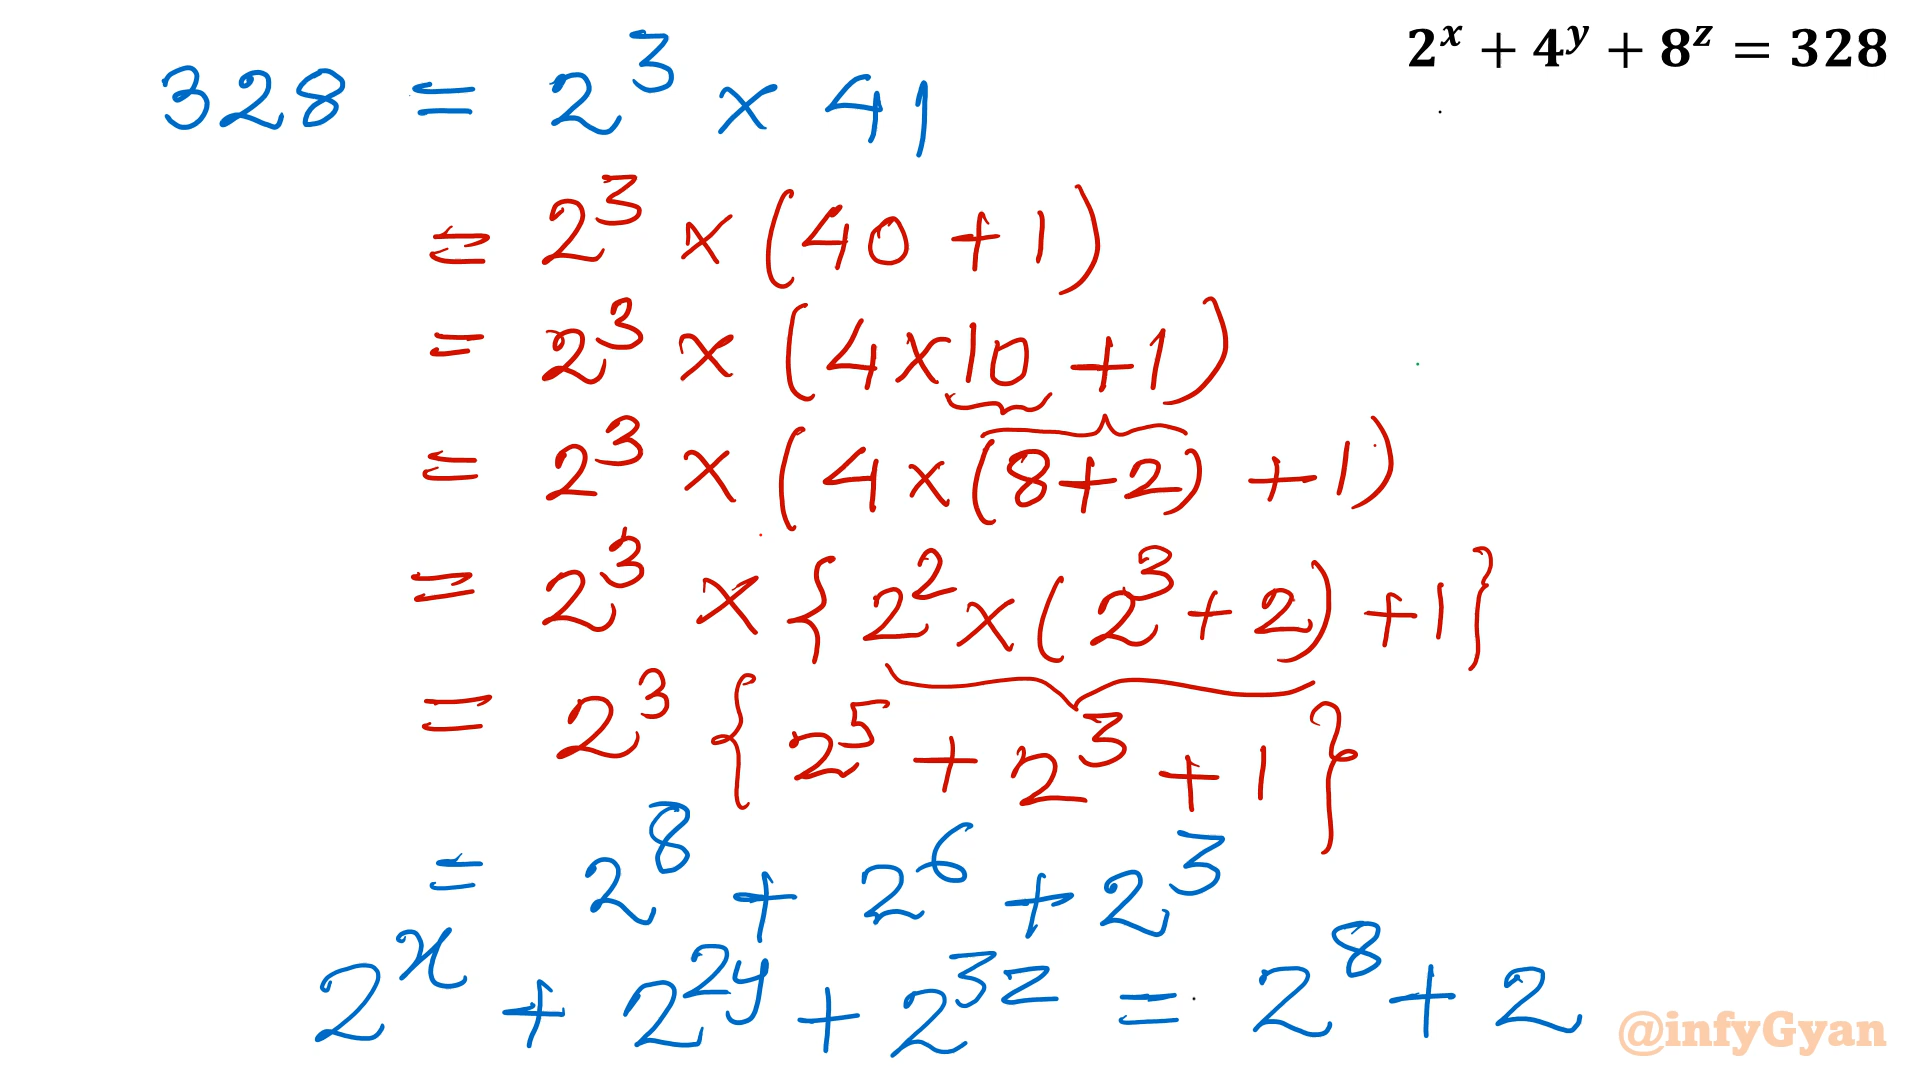 2^x + 4^y + 8^z = 328
328 = 2^3 × 41
= 2^3 × (40 + 1)
= 2^3 × (4 × 10 + 1)
= 2^3 × (4 × (8 + 2) + 1)
= 2^3 × {2^2 × (2^3 + 2) + 1}
= 2^3 {2^5 + 2^3 + 1}
= 2^8 + 2^6 + 2^3
2^x + 2^2y + 2^3z = 2^8 + 2
@infyGyan